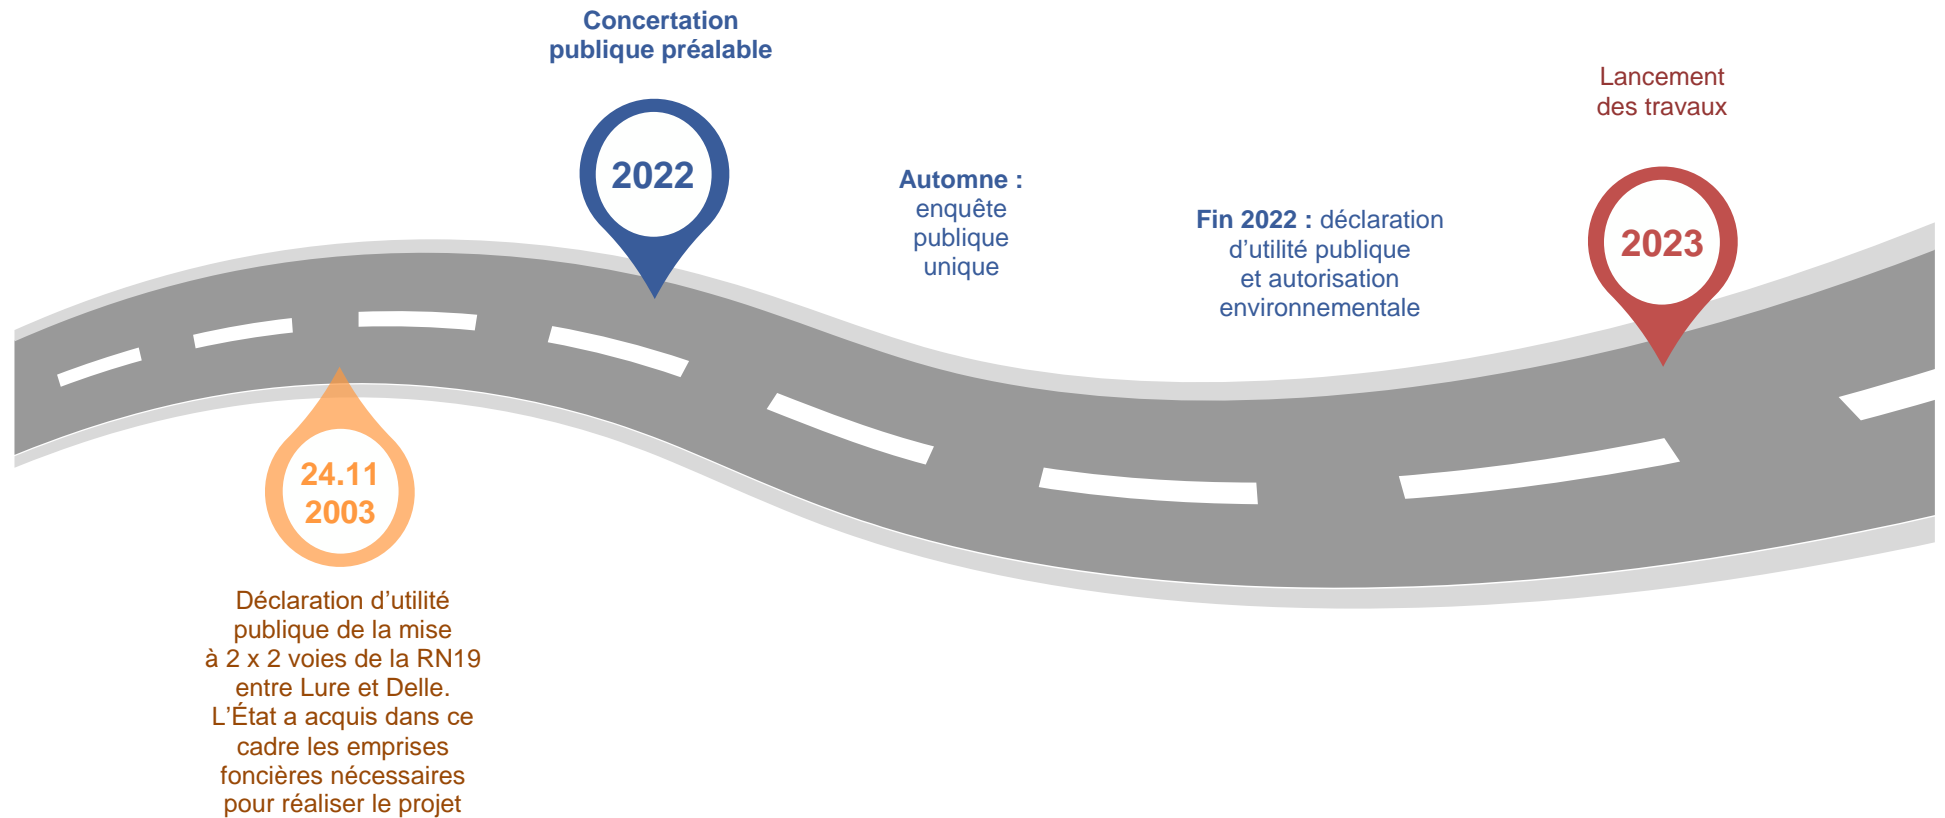 Concertation
publique préalable
2022
Automne :
enquête
publique
unique
Fin 2022 : déclaration
d’utilité publique
et autorisation
environnementale
Lancement
des travaux
2023
24.11
2003
Déclaration d’utilité
publique de la mise
à 2 x 2 voies de la RN19
entre Lure et Delle.
L’État a acquis dans ce
cadre les emprises
foncières nécessaires
pour réaliser le projet